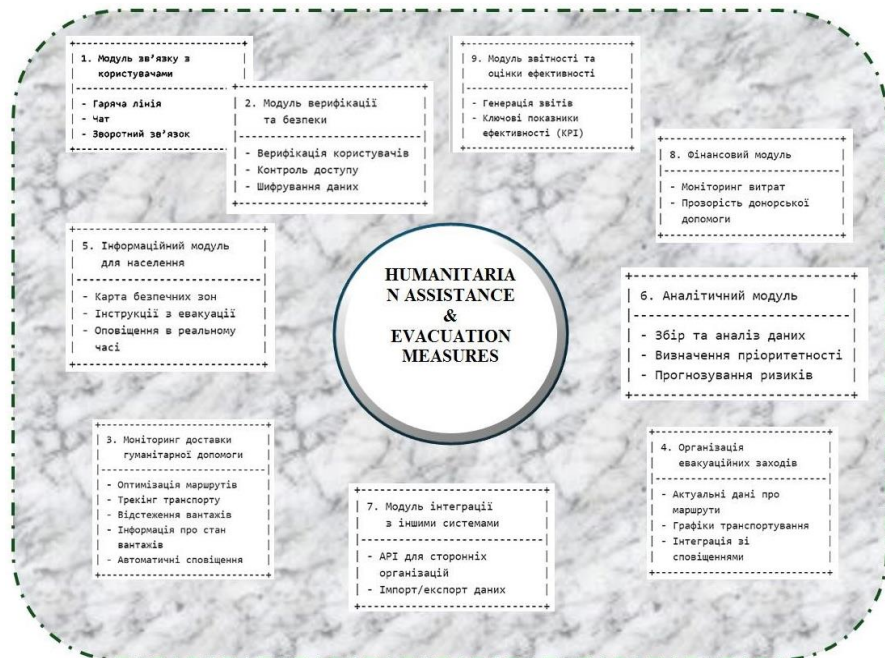 1. Модуль зв’язку з
користувачами
- Гаряча лінія
- Чат
- Зворотний зв’язок
2. Модуль верифікації
та безпеки
- Верифікація користувачів
- Контроль доступу
- Шифрування даних
9. Модуль звітності та
оцінки ефективності
- Генерація звітів
- Ключові показники
ефективності (KPI)
8. Фінансовий модуль
- Моніторинг витрат
- Прозорість донорської
допомоги
5. Інформаційний модуль
для населення
- Карта безпечних зон
- Інструкції з евакуації
- Оповіщення в реальному
часі
HUMANITARIA
N ASSISTANCE
&
EVACUATION
MEASURES
6. Аналітичний модуль
- Збір та аналіз даних
- Визначення пріоритетності
- Прогнозування ризиків
3. Моніторинг доставки
гуманітарної допомоги
- Оптимізація маршрутів
- Трекінг транспорту
- Відстеження вантажів
- Інформація про стан
вантажів
- Автоматичні сповіщення
7. Модуль інтеграції
з іншими системами
- API для сторонніх
організацій
- Імпорт/експорт даних
4. Організація
евакуаційних заходів
- Актуальні дані про
маршрути
- Графіки транспортування
- Інтеграція зі
сповіщеннями